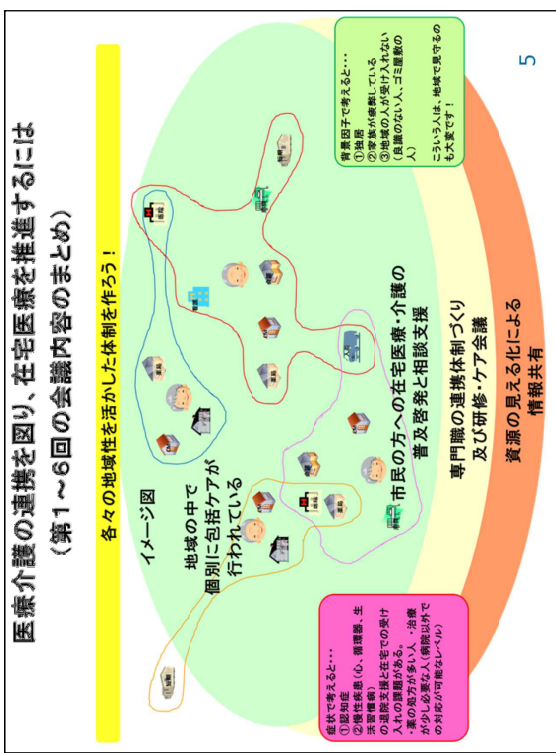 医療介護の連携を図り、在宅医療を推進するには
（第1～6回の会議内容のまとめ）
各々の地域性を活かした体制を作ろう！
イメージ図
地域の中で
個別に包括ケアが
行われている
症状で考えると・・・
①認知症
②慢性疾患(心、循環器、生
活習慣病)
の退院支援と在宅での受け
入れの課題がある。
・薬の処方が多い人 ・治療
が少し必要な人(病院以外で
の対応が可能なレベル)
背景因子で考えると・・・
①独居
②家族が疲弊している
③地域の人が受け入れない
(良識のない人、ゴミ屋敷の
人)
こういう人は、地域で見守るの
も大変です！
市民の方への在宅医療・介護の
普及啓発と相談支援
専門職の連携体制づくり
及び研修・ケア会議
資源の見える化による
情報共有
5